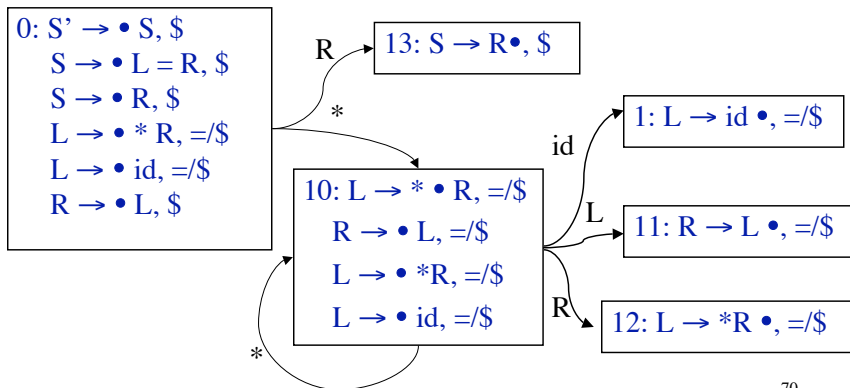 0: S’ → • S, $
S → • L = R, $
S → • R, $
L → • * R, =/$
L → • id, =/$
R → • L, $
R
13: S → R•, $
*
10: L → * • R, =/$
R → • L, =/$
L → • *R, =/$
L → • id, =/$
*
id
1: L → id •, =/$
L
11: R → L •, =/$
R
12: L → *R •, =/$
70